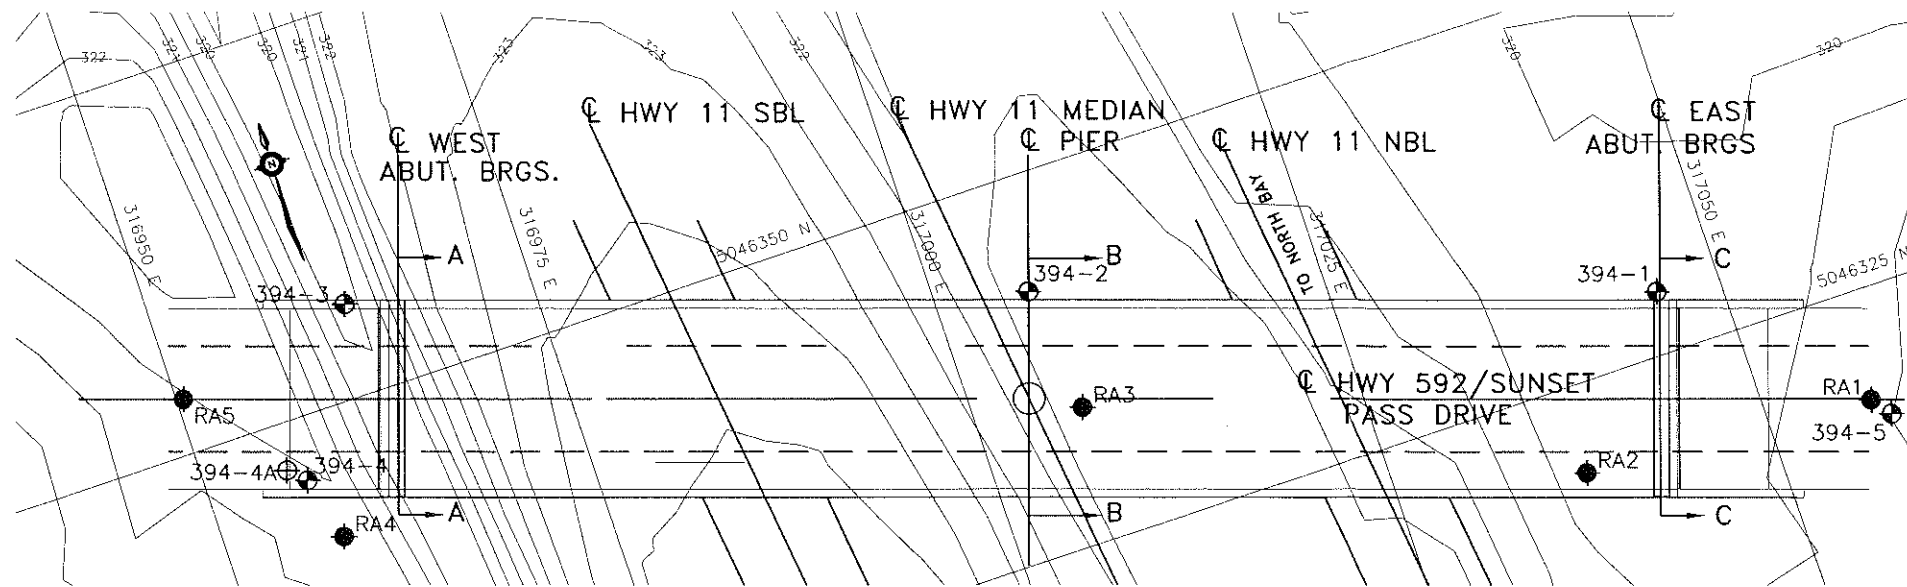 322
321
320
320
321
322
323
323
322
320
320
℄ HWY 11 SBL
℄ HWY 11 MEDIAN
℄ PIER
℄ HWY 11 NBL
℄ EAST
ABUT. BRGS
℄ WEST
ABUT. BRGS.
N
316950 E
316975 E
317000 E
317025 E
317050 E
5046350 N
5046325 N
TO NORTH BAY
A
B
C
394-3
394-2
394-1
℄ HWY 592/SUNSET
PASS DRIVE
RA5
RA3
RA1
394-5
RA2
394-4A
394-4
RA4
A
B
C